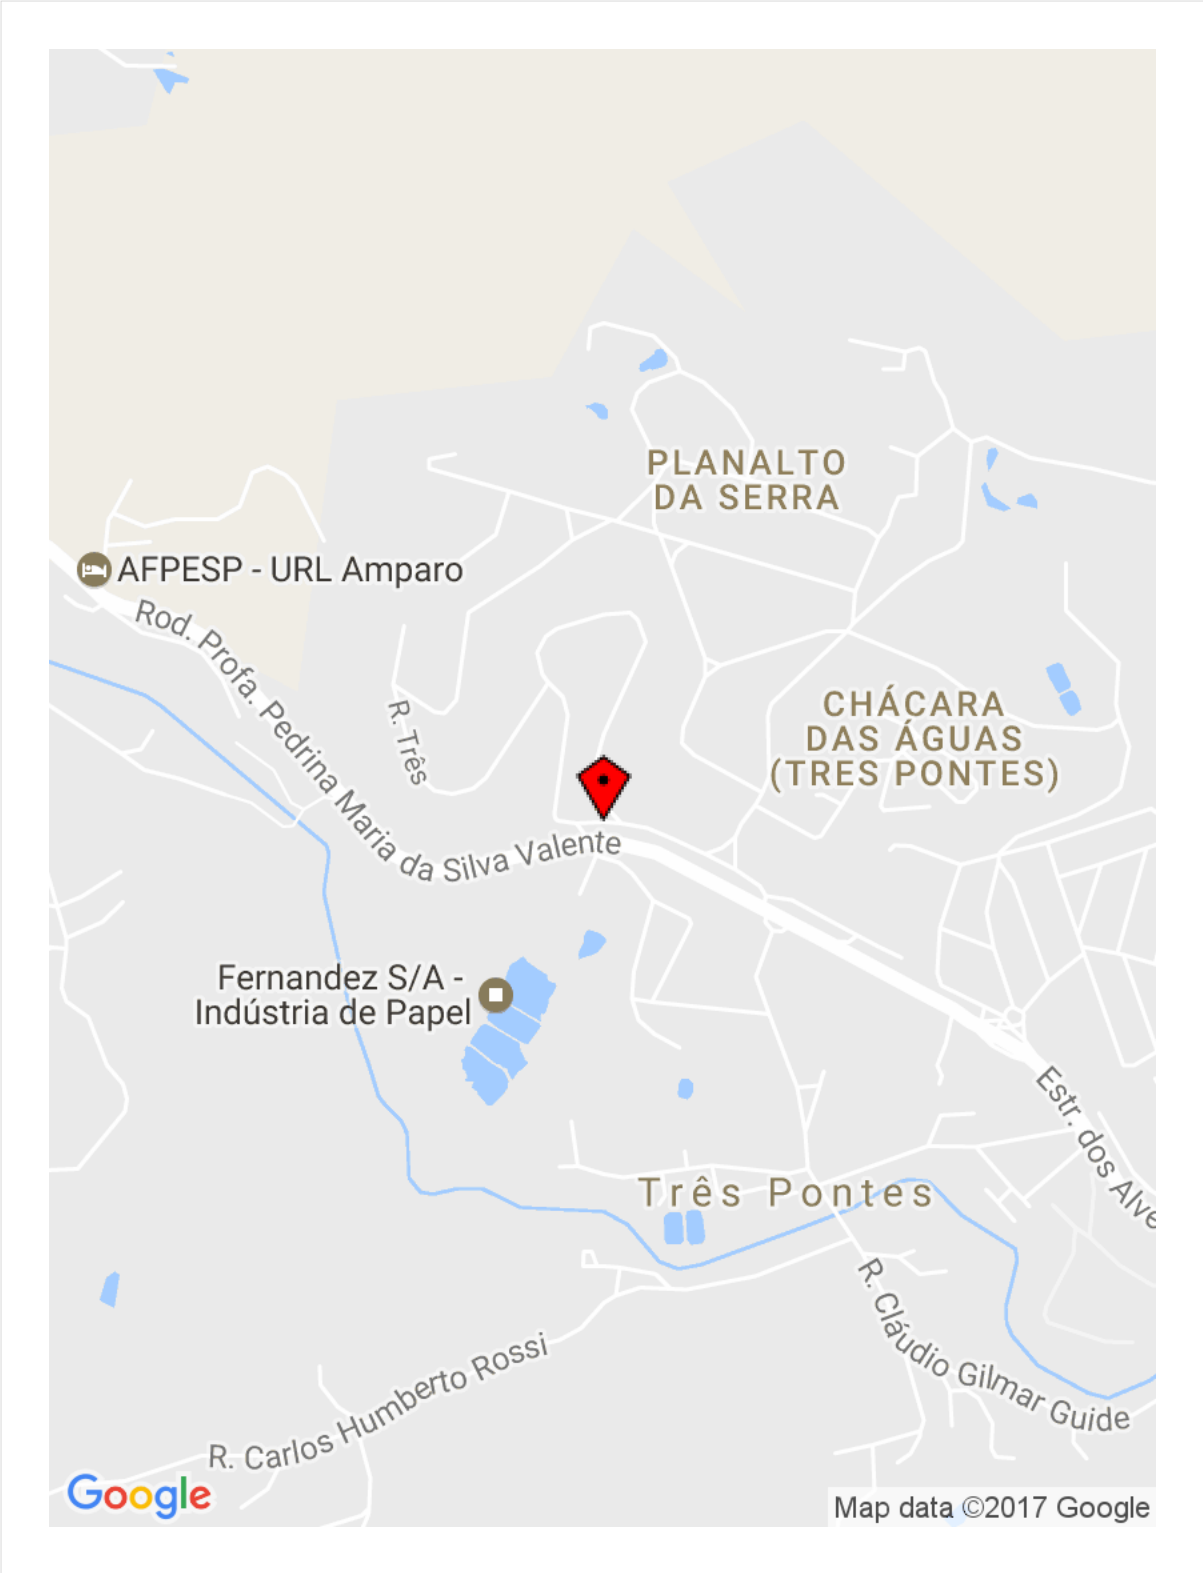 PLANALTO
DA SERRA
AFPESP - URL Amparo
Rod. Profa. Pedrina Maria da Silva Valente
R. Três
CHÁCARA
DAS ÁGUAS
(TRES PONTES)
Fernandez S/A -
Indústria de Papel
Estr. dos Alve
Três Pontes
R. Cláudio Gilmar Guide
R. Carlos Humberto Rossi
Google
Map data ©2017 Google